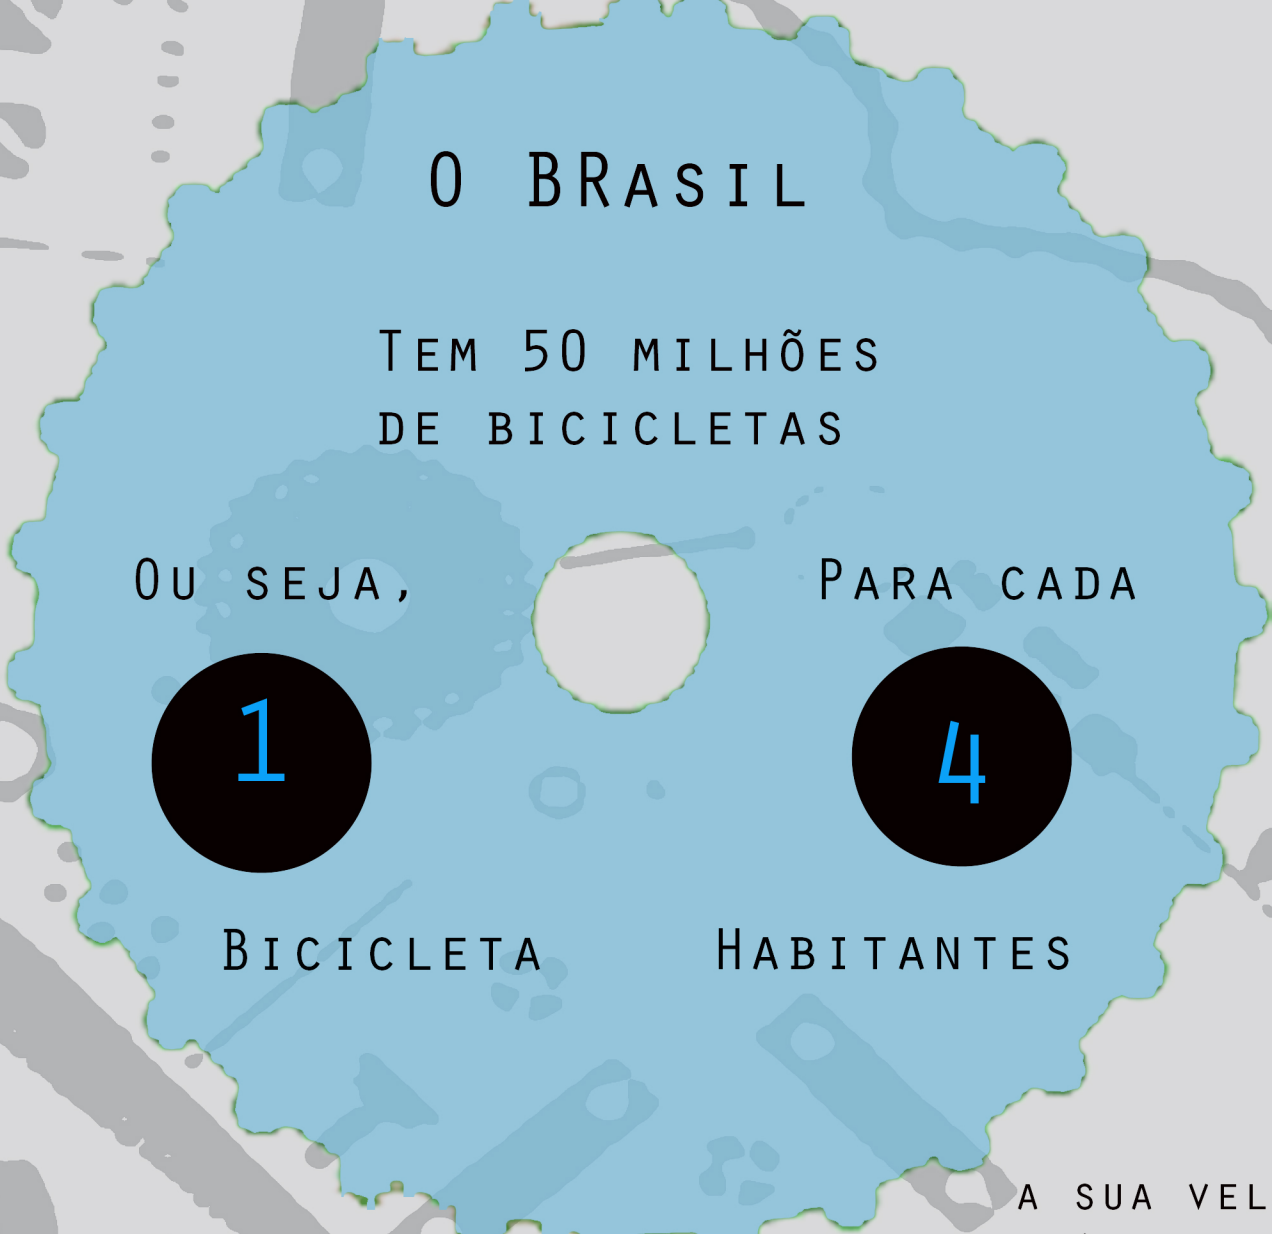 O BRasil
Tem 50 milhões
de bicicletas
Ou seja,
Para cada
1
4
Bicicleta
Habitantes
a sua vel